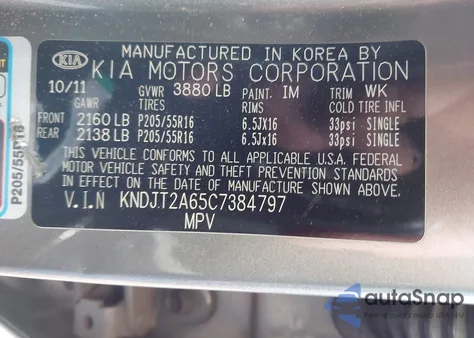 MANUFACTURED IN KOREA BY
KIA KIA MOTORS CORPORATION
10/11 GVWR 3880 LB PAINT: IM TRIM WK
GAWR TIRES RIMS COLD TIRE INFL
FRONT 2160 LB P205/55R16 6.5JX16 33psi SINGLE
REAR 2138 LB P205/55R16 6.5Jx16 33psi SINGLE
THIS VEHICLE CONFORMS TO ALL APPLICABLE U.S.A. FEDERAL
MOTOR VEHICLE SAFETY AND THEFT PREVENTION STANDARDS
IN EFFECT ON THE DATE OF MANUFACTURE SHOWN ABOVE.
V.I.N KNDJT2A65C7384797
MPV
P205/55R16
autoSnap